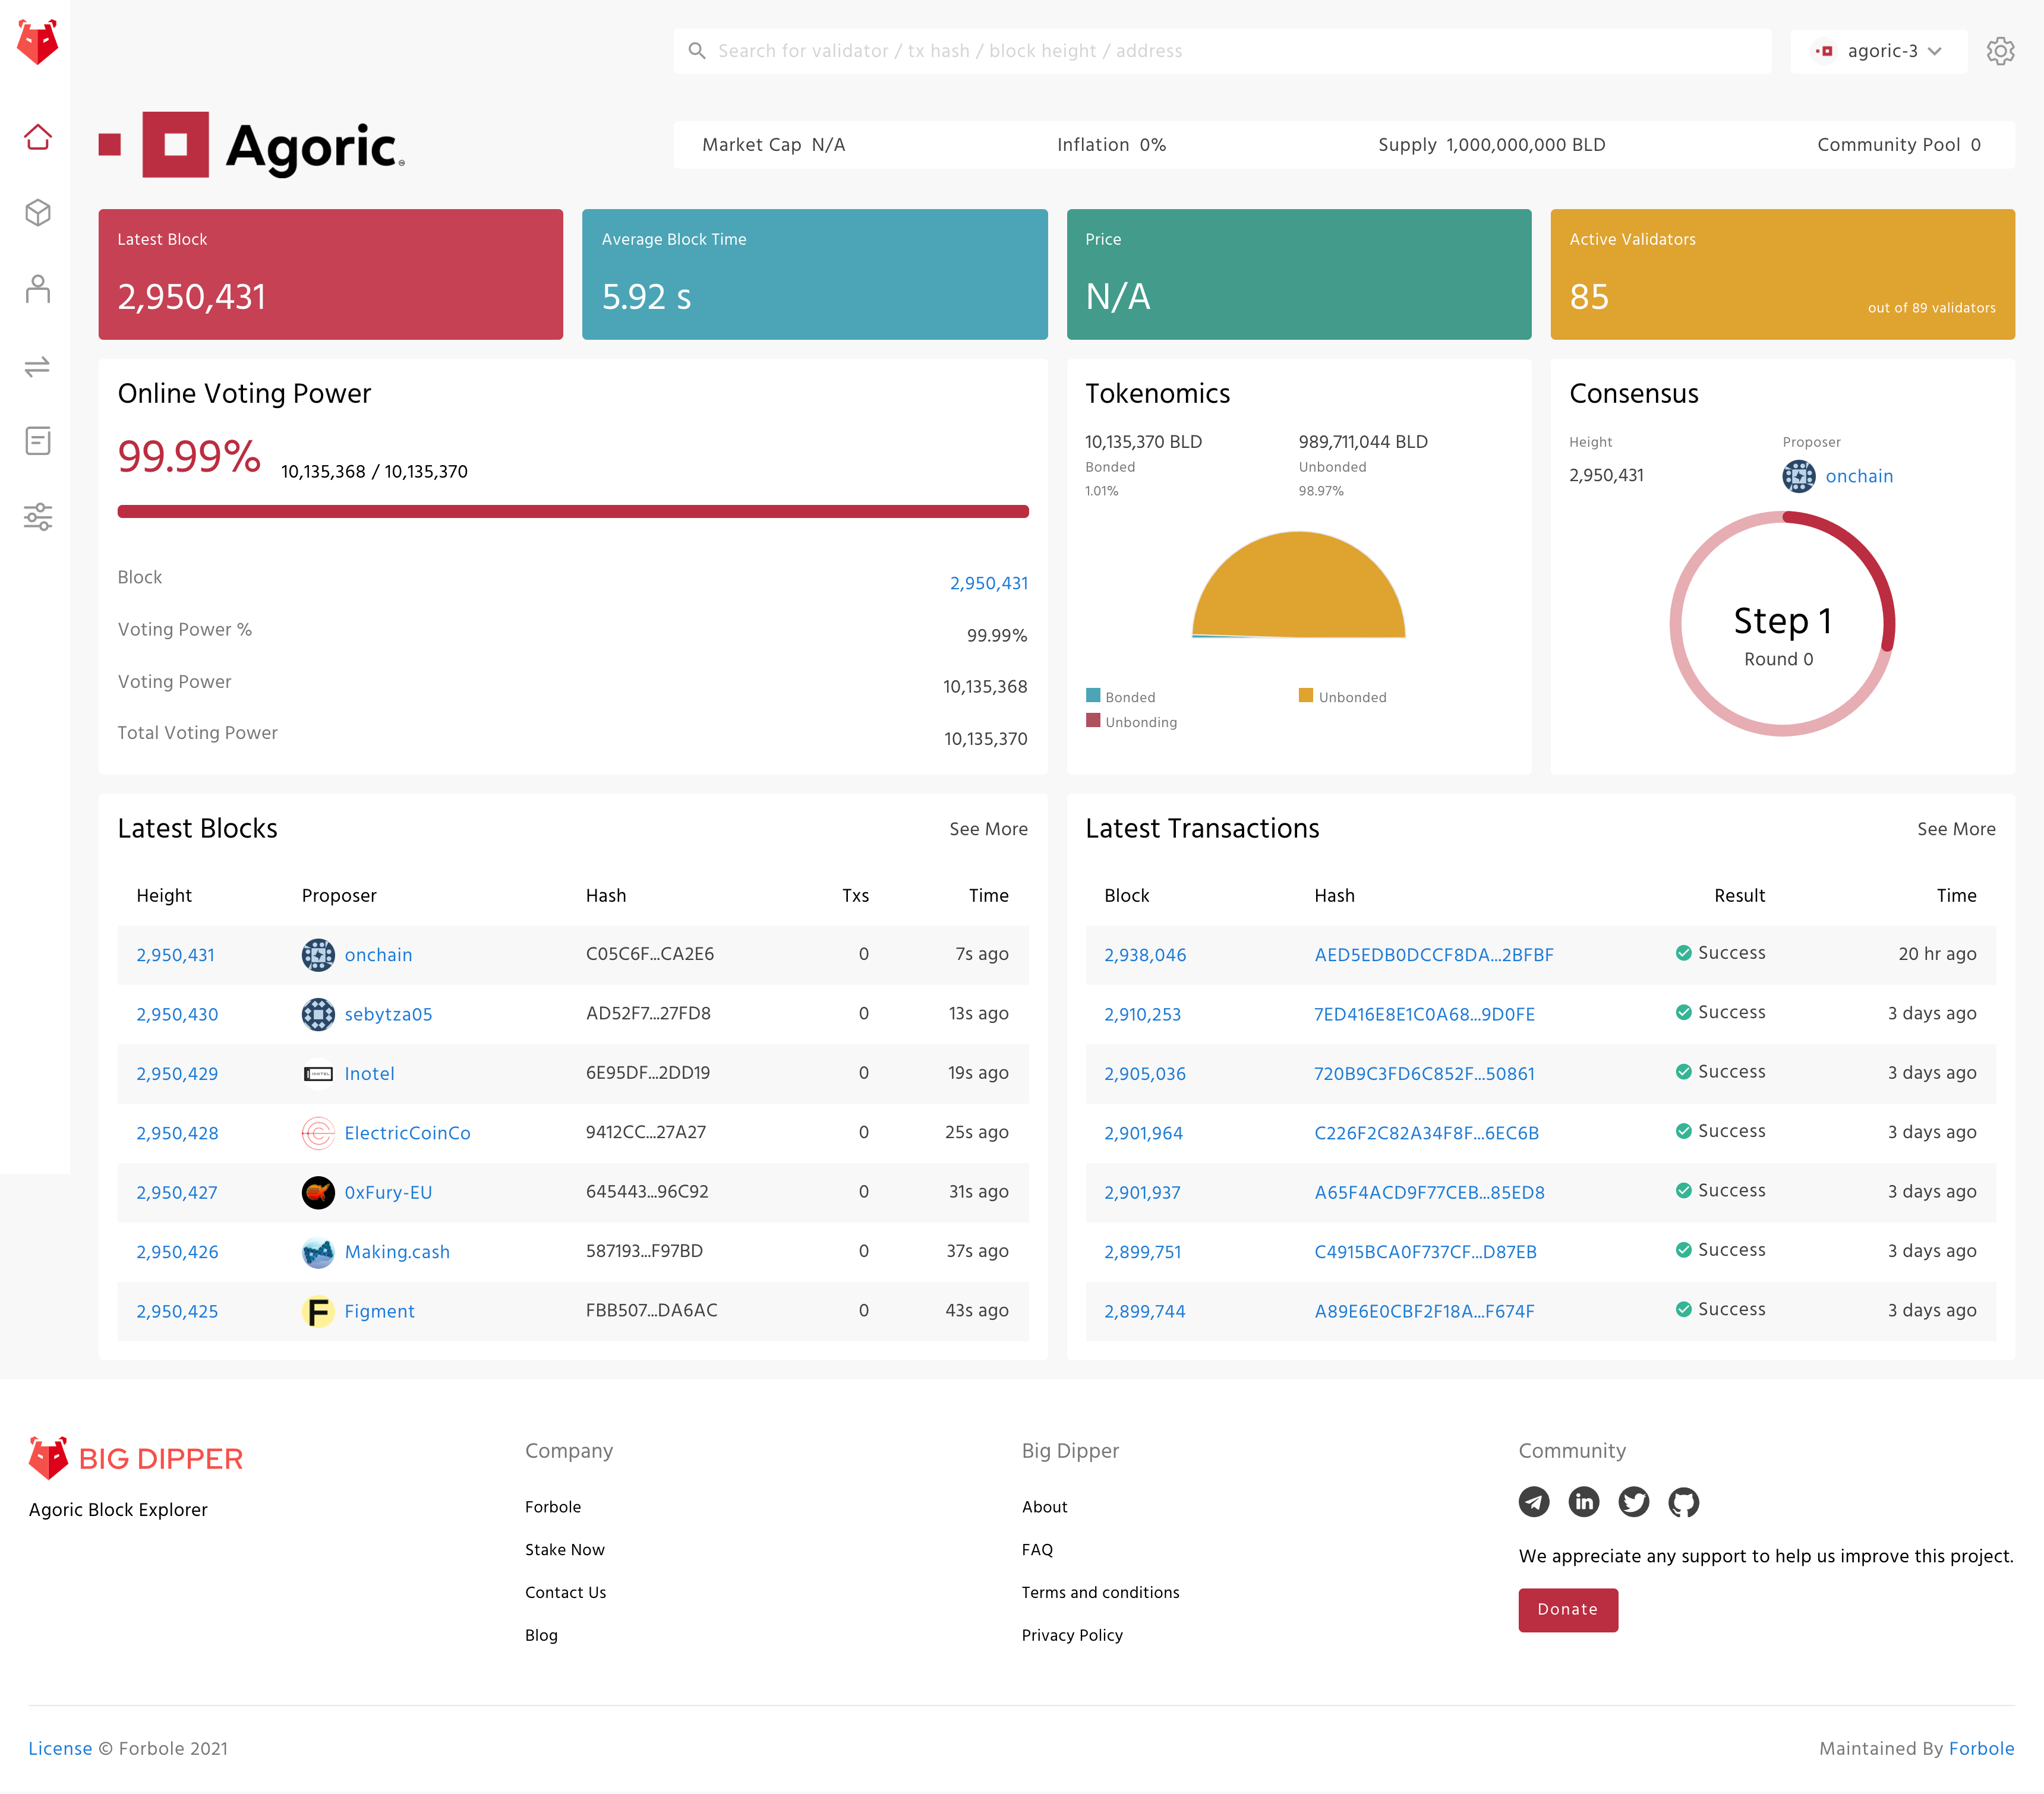 Search for validator / tx hash / block height / address
agoric-3
Agoric
Market Cap N/A Inflation 0% Supply 1,000,000,000 BLD Community Pool 0
Latest Block
2,950,431
Average Block Time
5.92 s
Price
N/A
Active Validators
85
out of 89 validators
Online Voting Power
99.99% 10,135,368 / 10,135,370
Block 2,950,431
Voting Power % 99.99%
Voting Power 10,135,368
Total Voting Power 10,135,370
Tokenomics
10,135,370 BLD 989,711,044 BLD
Bonded Unbonded
1.01% 98.97%
Bonded Unbonded
Unbonding
Consensus
Height Proposer
2,950,431 onchain
Step 1
Round 0
Latest Blocks See More
Height Proposer Hash Txs Time
2,950,431 onchain C05C6F...CA2E6 0 7s ago
2,950,430 sebytza05 AD52F7...27FD8 0 13s ago
2,950,429 Inotel 6E95DF...2DD19 0 19s ago
2,950,428 ElectricCoinCo 9412CC...27A27 0 25s ago
2,950,427 0xFury-EU 645443...96C92 0 31s ago
2,950,426 Making.cash 587193...F97BD 0 37s ago
2,950,425 Figment FBB507...DA6AC 0 43s ago
Latest Transactions See More
Block Hash Result Time
2,938,046 AED5EDB0DCCF8DA...2BFBF Success 20 hr ago
2,910,253 7ED416E8E1C0A68...9D0FE Success 3 days ago
2,905,036 720B9C3FD6C852F...50861 Success 3 days ago
2,901,964 C226F2C82A34F8F...6EC6B Success 3 days ago
2,901,937 A65F4ACD9F77CEB...85ED8 Success 3 days ago
2,899,751 C4915BCA0F737CF...D87EB Success 3 days ago
2,899,744 A89E6E0CBF2F18A...F674F Success 3 days ago
BIG DIPPER
Agoric Block Explorer
Company
Forbole
Stake Now
Contact Us
Blog
Big Dipper
About
FAQ
Terms and conditions
Privacy Policy
Community
We appreciate any support to help us improve this project.
Donate
License © Forbole 2021
Maintained By Forbole